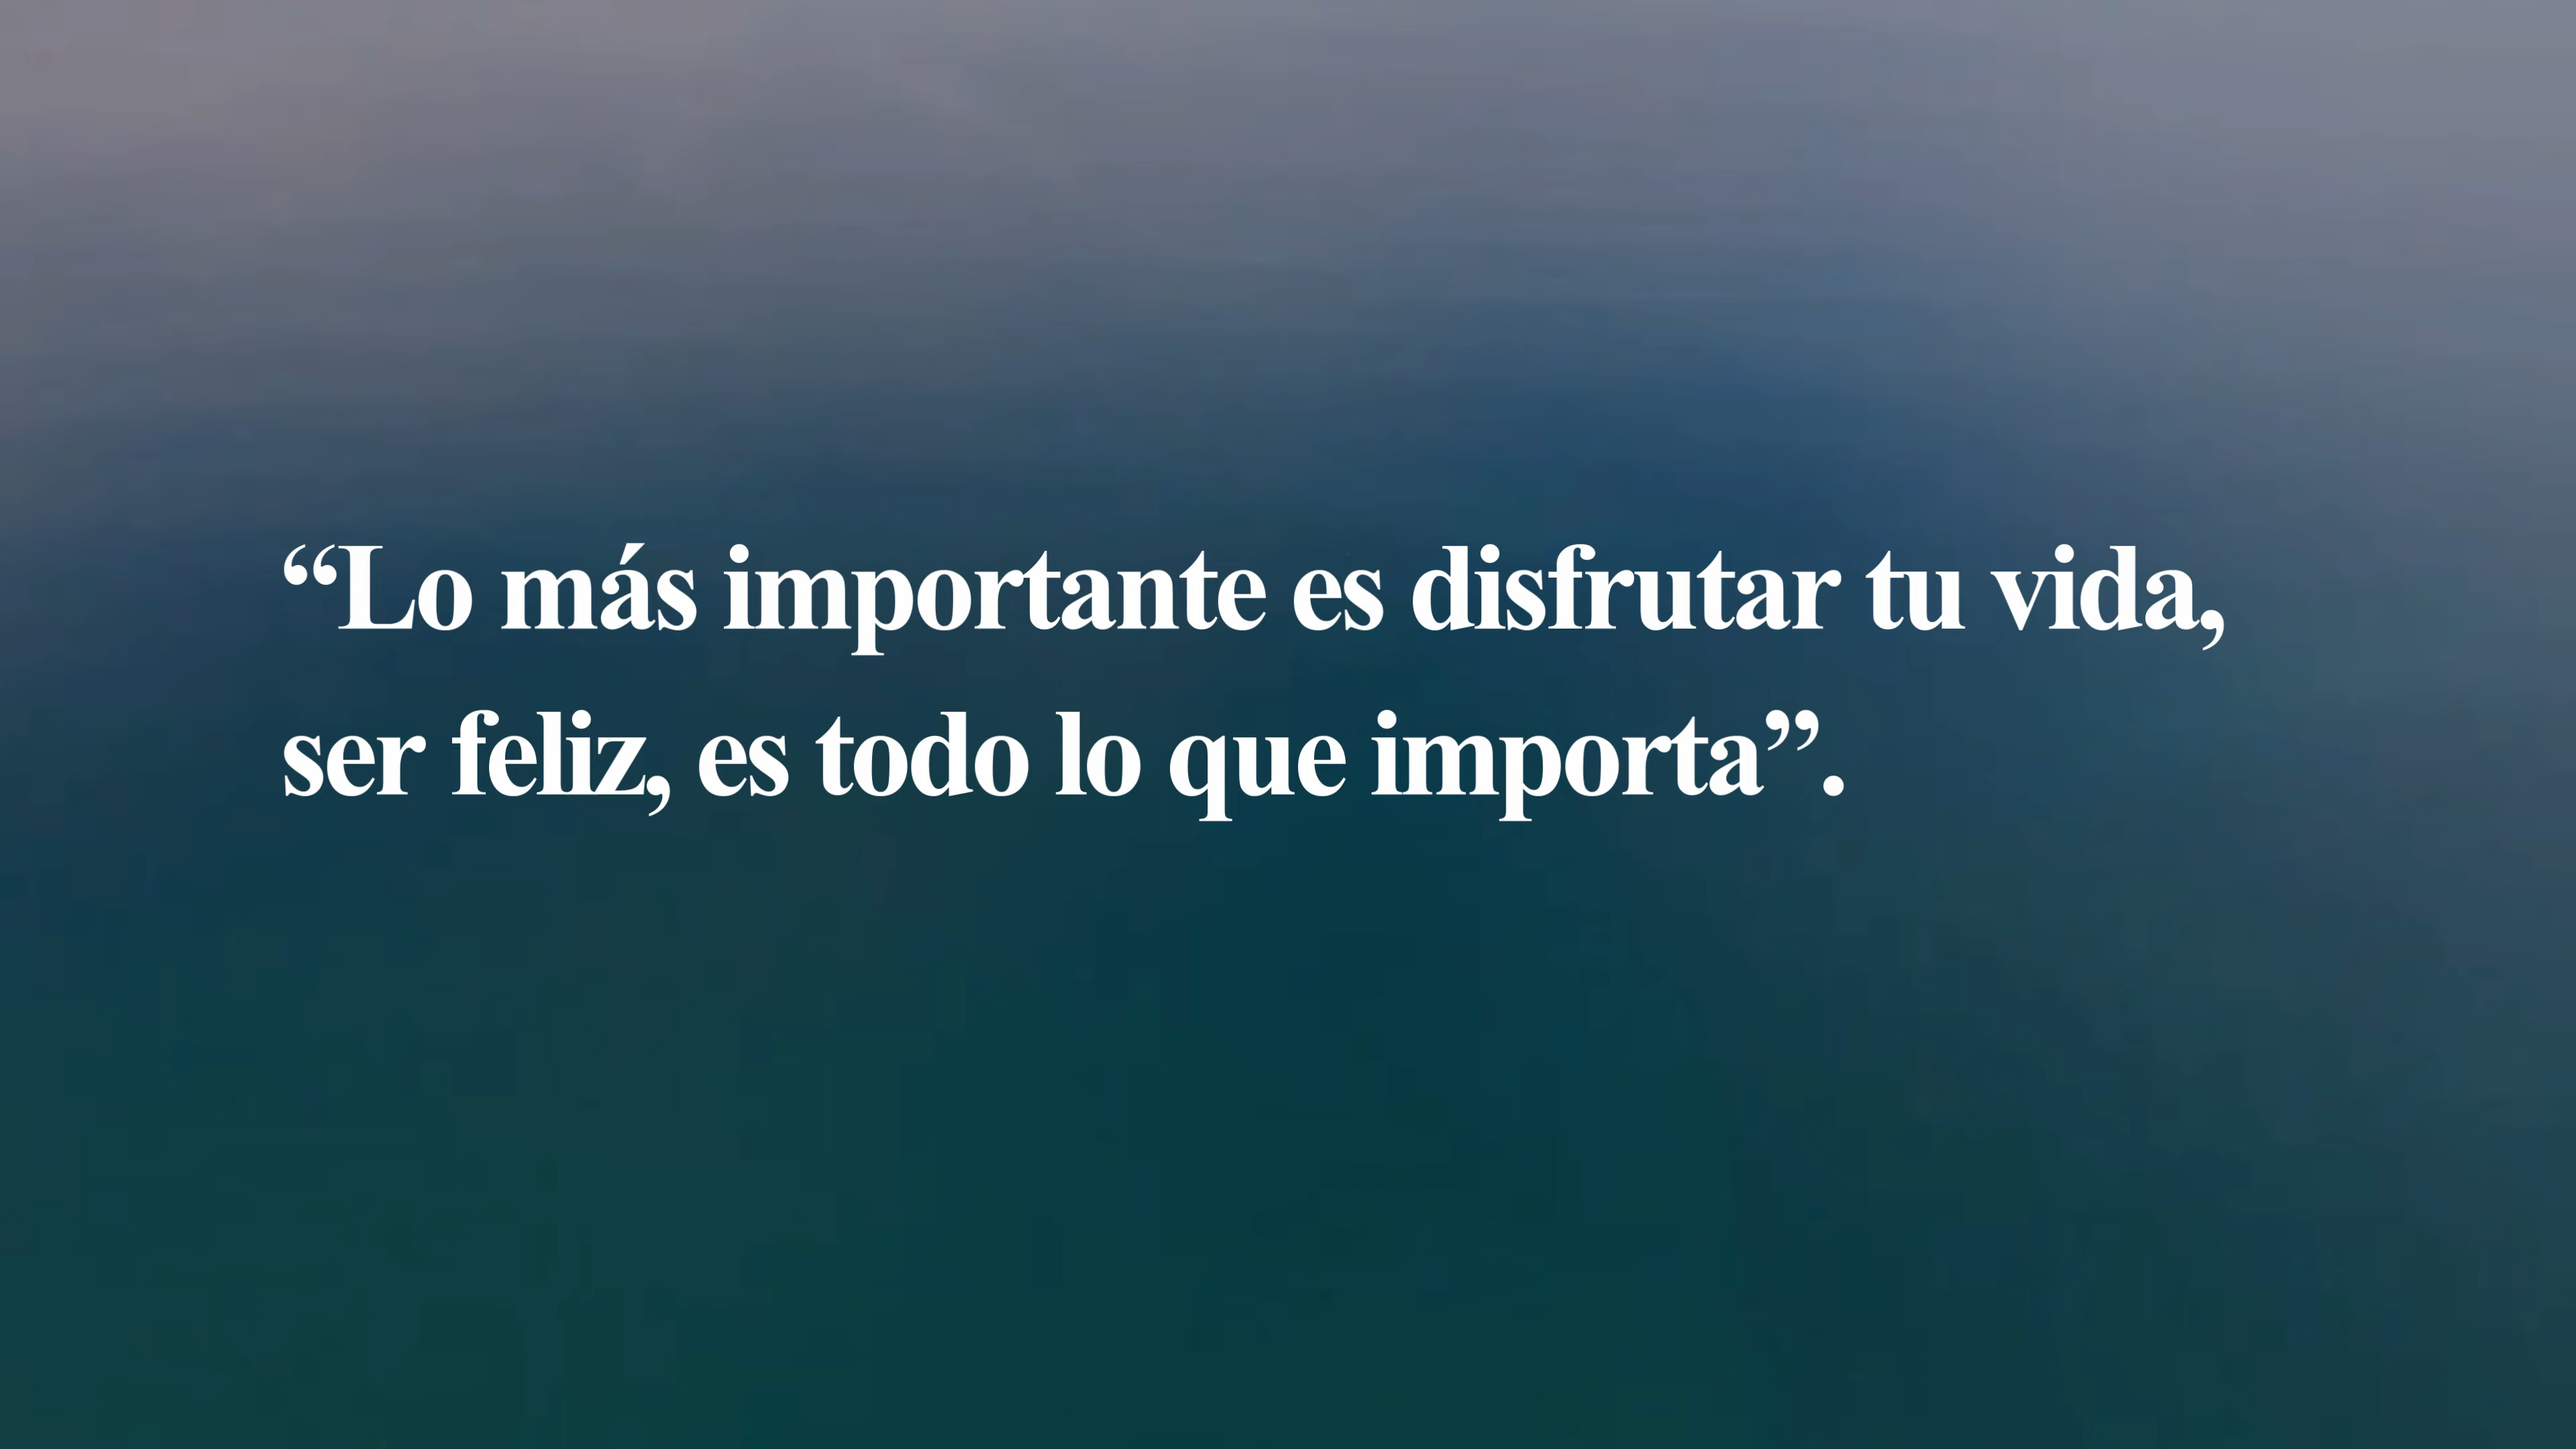 “Lo más importante es disfrutar tu vida,
ser feliz, es todo lo que importa”.